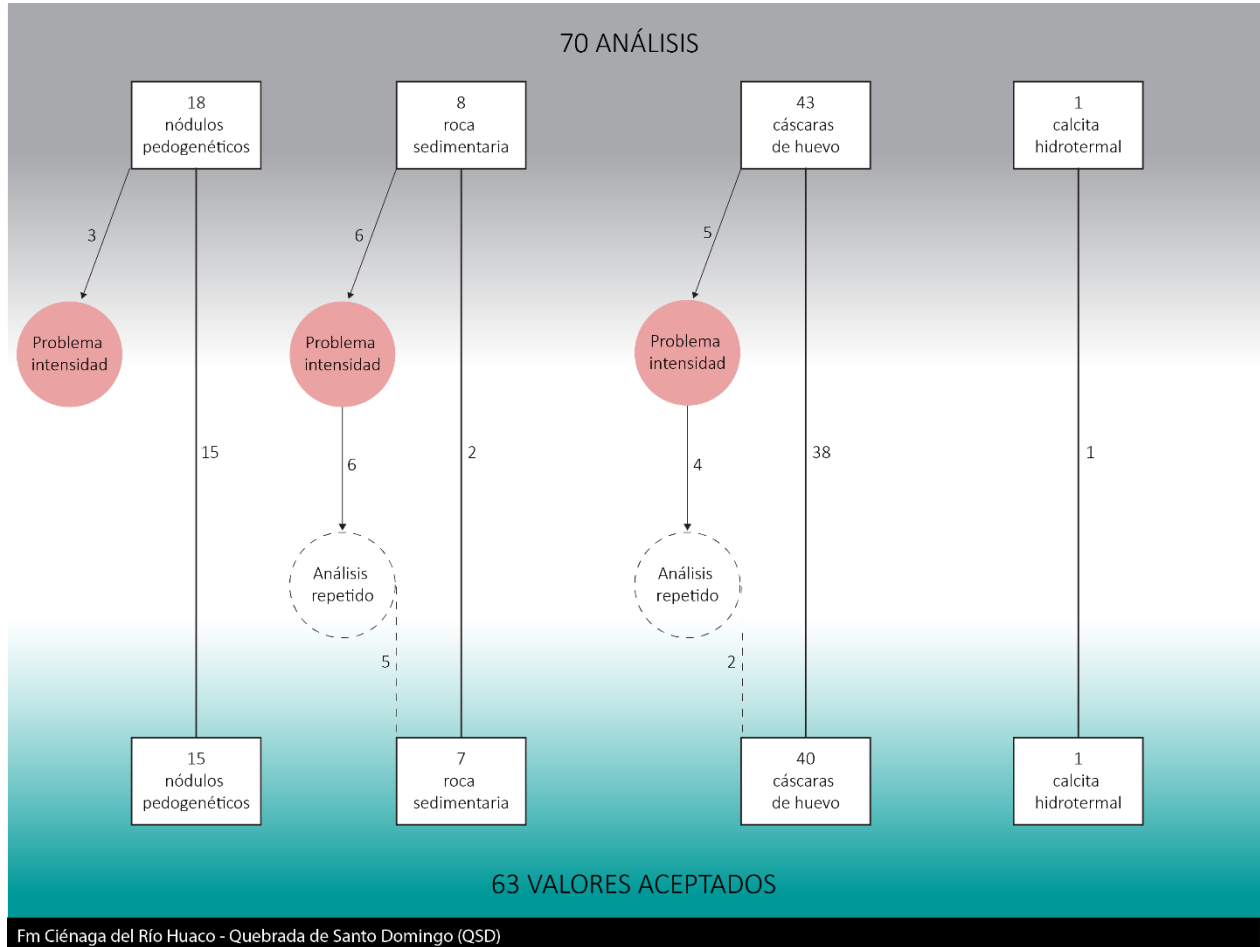 70 ANÁLISIS
18
nódulos
pedogenéticos
8
roca
sedimentaria
43
cáscaras
de huevo
1
calcita
hidrotermal
3
6
5
Problema
intensidad
Problema
intensidad
Problema
intensidad
15
6
2
4
38
1
Análisis
repetido
Análisis
repetido
5
2
15
nódulos
pedogenéticos
7
roca
sedimentaria
40
cáscaras
de huevo
1
calcita
hidrotermal
63 VALORES ACEPTADOS
Fm Ciénaga del Río Huaco - Quebrada de Santo Domingo (QSD)